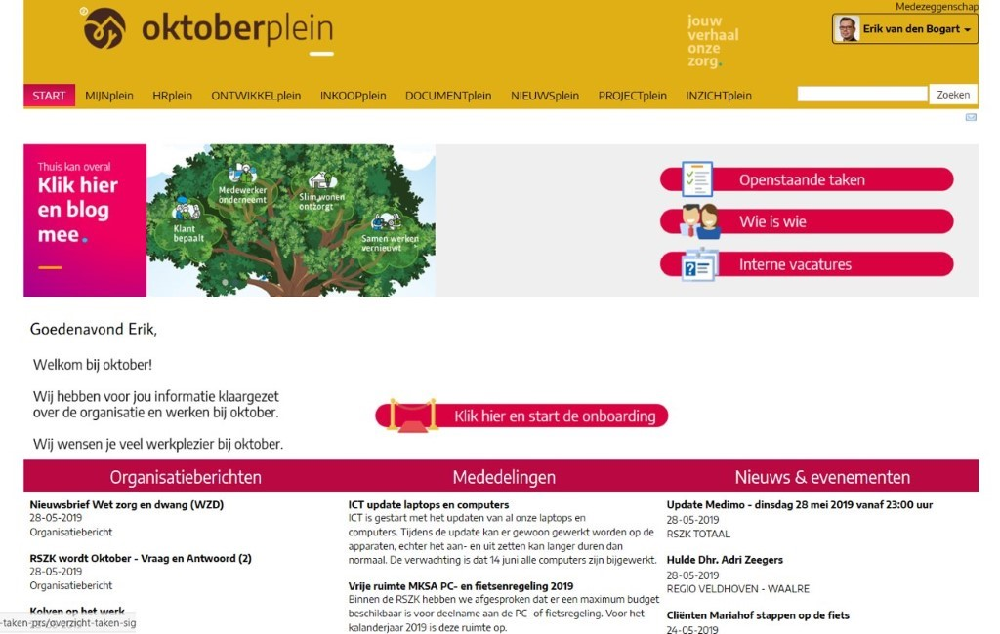 Medezeggenschap
oktoberplein
jouw
verhaal
onze
zorg.
Erik van den Bogart
START MIJNplein HRplein ONTWIKKELplein INKOOPplein DOCUMENTplein NIEUWSplein PROJECTplein INZICHTplein Zoeken
Thuis kan overal
Klik hier
en blog
mee.
Medewerker
onderneemt
Slim wonen
ontzorgt
Klant
bepaalt
Samen werken
vernieuwt
Openstaande taken
Wie is wie
Interne vacatures
Goedenavond Erik,
Welkom bij oktober!
Wij hebben voor jou informatie klaargezet
over de organisatie en werken bij oktober.
Wij wensen je veel werkplezier bij oktober.
Klik hier en start de onboarding
Organisatieberichten
Nieuwsbrief Wet zorg en dwang (WZD)
28-05-2019
Organisatiebericht
RSZK wordt Oktober - Vraag en Antwoord (2)
28-05-2019
Organisatiebericht
Kolven op het werk
-taken-prs/overzicht-taken-sig
Mededelingen
ICT update laptops en computers
ICT is gestart met het updaten van al onze laptops en
computers. Tijdens de update kan er gewoon gewerkt worden op de
apparaten, echter het aan- en uit zetten kan langer duren dan
normaal. De verwachting is dat 14 juni alle computers zijn bijgewerkt.
Vrije ruimte MKSA PC- en fietsenregeling 2019
Binnen de RSZK hebben we afgesproken dat er een maximum budget
beschikbaar is voor deelname aan de PC- of fietsregeling. Voor het
kalanderjaar 2019 is deze ruimte op.
Nieuws & evenementen
Update Medimo - dinsdag 28 mei 2019 vanaf 23:00 uur
28-05-2019
RSZK TOTAAL
Hulde Dhr. Adri Zeegers
28-05-2019
REGIO VELDHOVEN - WAALRE
Cliënten Mariahof stappen op de fiets
24-05-2019